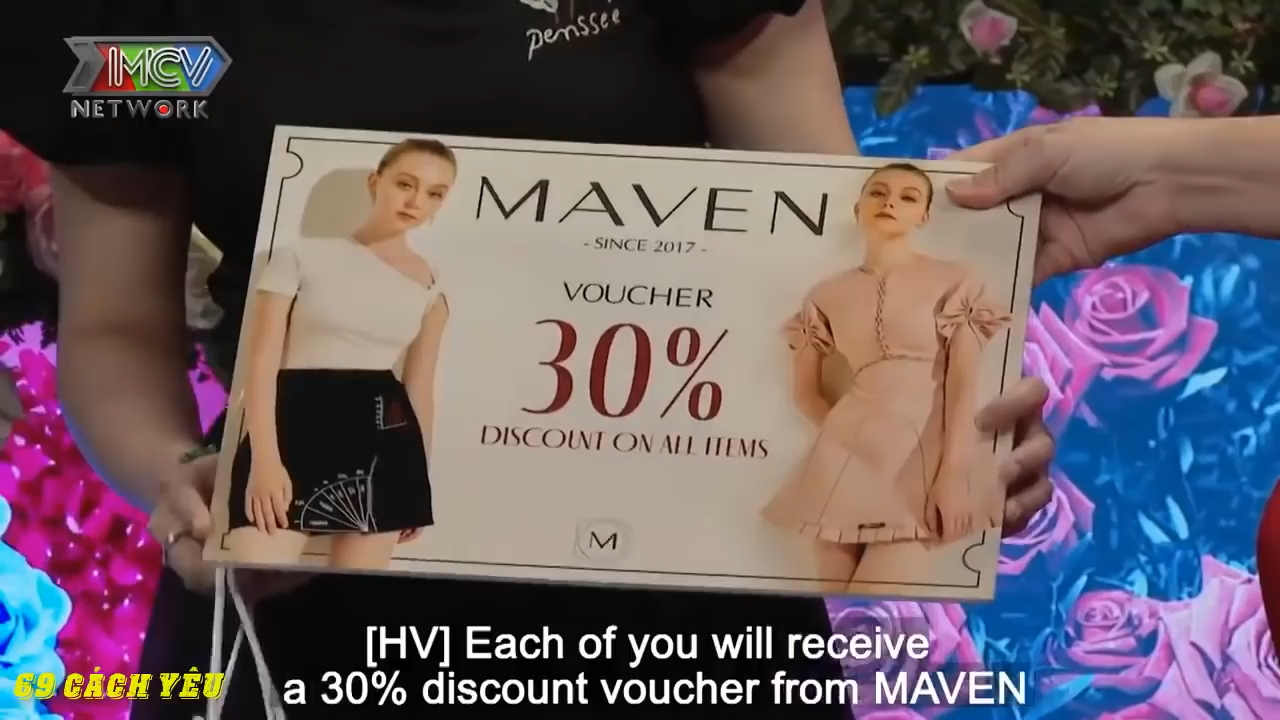 penssee
MCV
NETWORK
MAVEN
- SINCE 2017 -
VOUCHER
30%
DISCOUNT ON ALL ITEMS
M
[HV] Each of you will receive
a 30% discount voucher from MAVEN
69 CÁCH YÊU